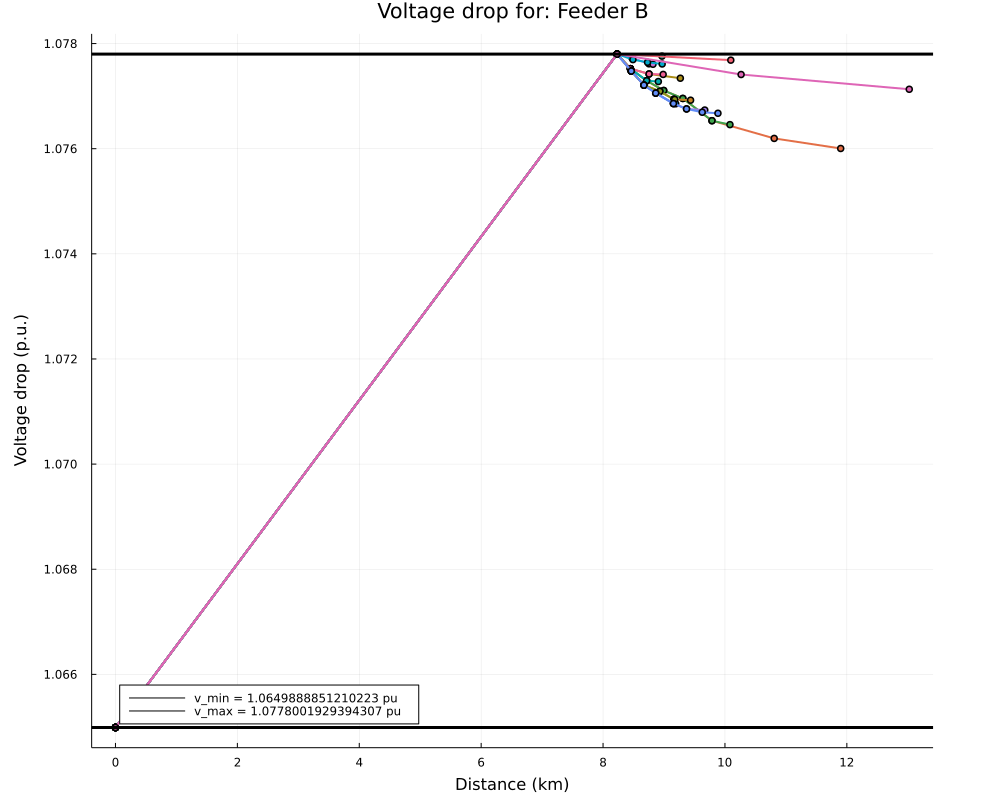 Voltage drop for: Feeder B
Voltage drop (p.u.)
1.078
1.076
1.074
1.072
1.070
1.068
1.066
v_min = 1.0649888851210223 pu
v_max = 1.0778001929394307 pu
0 2 4 6 8 10 12
Distance (km)